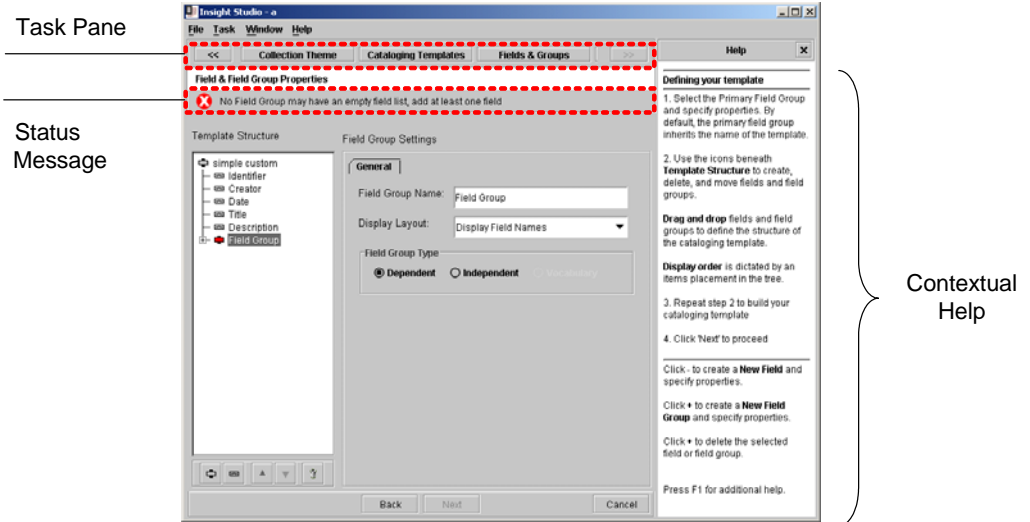 Insight Studio - a
File Task Window Help
Task Pane
<< Collection Theme Cataloging Templates Fields & Groups >>
Field & Field Group Properties
Status
Message
No Field Group may have an empty field list, add at least one field
Template Structure
simple custom
Identifier
Creator
Date
Title
Description
Field Group
Field Group Settings
General
Field Group Name: Field Group
Display Layout: Display Field Names
Field Group Type
Dependent Independent Vocabulary
Back Next Cancel
Help
Defining your template
1. Select the Primary Field Group
and specify properties. By
default, the primary field group
inherits the name of the template.
2. Use the icons beneath
Template Structure to create,
delete, and move fields and field
groups.
Drag and drop fields and field
groups to define the structure of
the cataloging template.
Display order is dictated by an
items placement in the tree.
3. Repeat step 2 to build your
cataloging template
4. Click 'Next' to proceed
Click - to create a New Field and
specify properties.
Click + to create a New Field
Group and specify properties.
Click + to delete the selected
field or field group.
Press F1 for additional help.
Contextual
Help